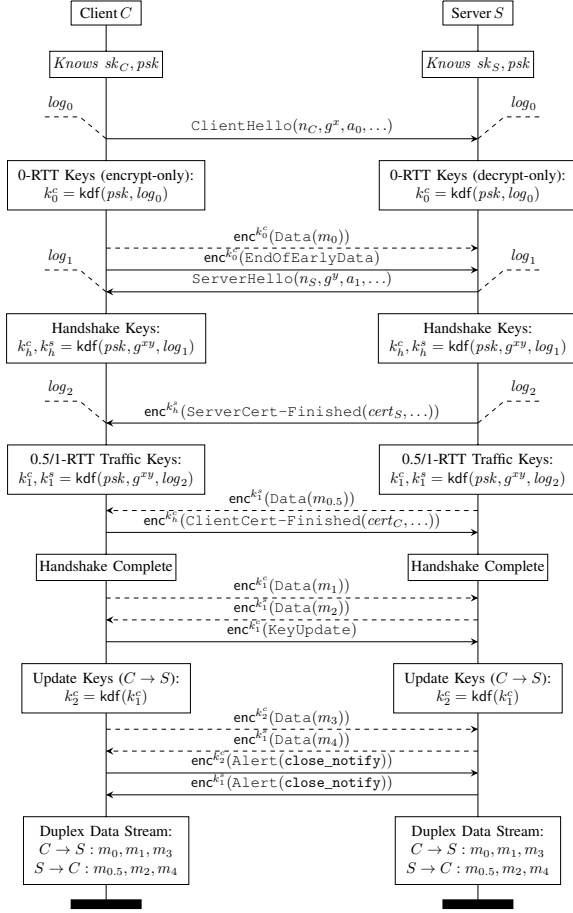 Client C Server S
Knows sk_C, psk Knows sk_S, psk
log_0 log_0
ClientHello(n_C, g^x, a_0, ...)
0-RTT Keys (encrypt-only): 0-RTT Keys (decrypt-only):
k_0^c = kdf(psk, log_0) k_0^c = kdf(psk, log_0)
enc^{k_0^c}(Data(m_0))
enc^{k_0^c}(EndOfEarlyData)
log_1 log_1
ServerHello(n_S, g^y, a_1, ...)
Handshake Keys: Handshake Keys:
k_h^c, k_h^s = kdf(psk, g^{xy}, log_1) k_h^c, k_h^s = kdf(psk, g^{xy}, log_1)
log_2 log_2
enc^{k_h^s}(ServerCert-Finished(cert_S, ...))
0.5/1-RTT Traffic Keys: 0.5/1-RTT Traffic Keys:
k_1^c, k_1^s = kdf(psk, g^{xy}, log_2) k_1^c, k_1^s = kdf(psk, g^{xy}, log_2)
enc^{k_1^s}(Data(m_{0.5}))
enc^{k_h^c}(ClientCert-Finished(cert_C, ...))
Handshake Complete Handshake Complete
enc^{k_1^c}(Data(m_1))
enc^{k_1^s}(Data(m_2))
enc^{k_1^c}(KeyUpdate)
Update Keys (C → S): Update Keys (C → S):
k_2^c = kdf(k_1^c) k_2^c = kdf(k_1^c)
enc^{k_2^c}(Data(m_3))
enc^{k_1^s}(Data(m_4))
enc^{k_2^c}(Alert(close_notify))
enc^{k_1^s}(Alert(close_notify))
Duplex Data Stream: Duplex Data Stream:
C → S : m_0, m_1, m_3 C → S : m_0, m_1, m_3
S → C : m_{0.5}, m_2, m_4 S → C : m_{0.5}, m_2, m_4